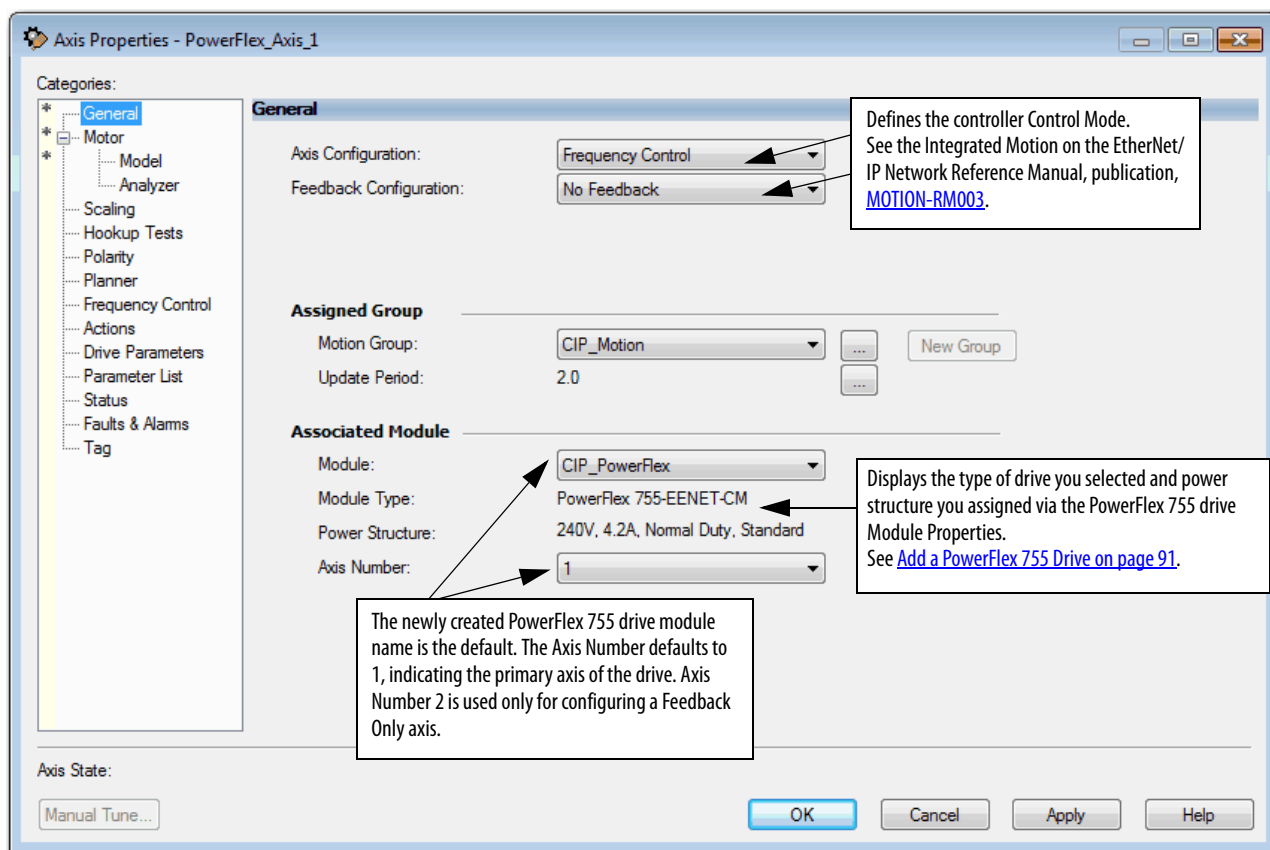 Axis Properties - PowerFlex_Axis_1
Categories:
* General
* Motor
* Model
Analyzer
Scaling
Hookup Tests
Polarity
Planner
Frequency Control
Actions
Drive Parameters
Parameter List
Status
Faults & Alarms
Tag
General
Axis Configuration: Frequency Control
Feedback Configuration: No Feedback
Defines the controller Control Mode.
See the Integrated Motion on the EtherNet/
IP Network Reference Manual, publication,
MOTION-RM003.
Assigned Group
Motion Group: CIP_Motion ... New Group
Update Period: 2.0 ...
Associated Module
Module: CIP_PowerFlex
Module Type: PowerFlex 755-EENET-CM
Power Structure: 240V, 4.2A, Normal Duty, Standard
Axis Number: 1
Displays the type of drive you selected and power
structure you assigned via the PowerFlex 755 drive
Module Properties.
See Add a PowerFlex 755 Drive on page 91.
The newly created PowerFlex 755 drive module
name is the default. The Axis Number defaults to
1, indicating the primary axis of the drive. Axis
Number 2 is used only for configuring a Feedback
Only axis.
Axis State:
Manual Tune... OK Cancel Apply Help